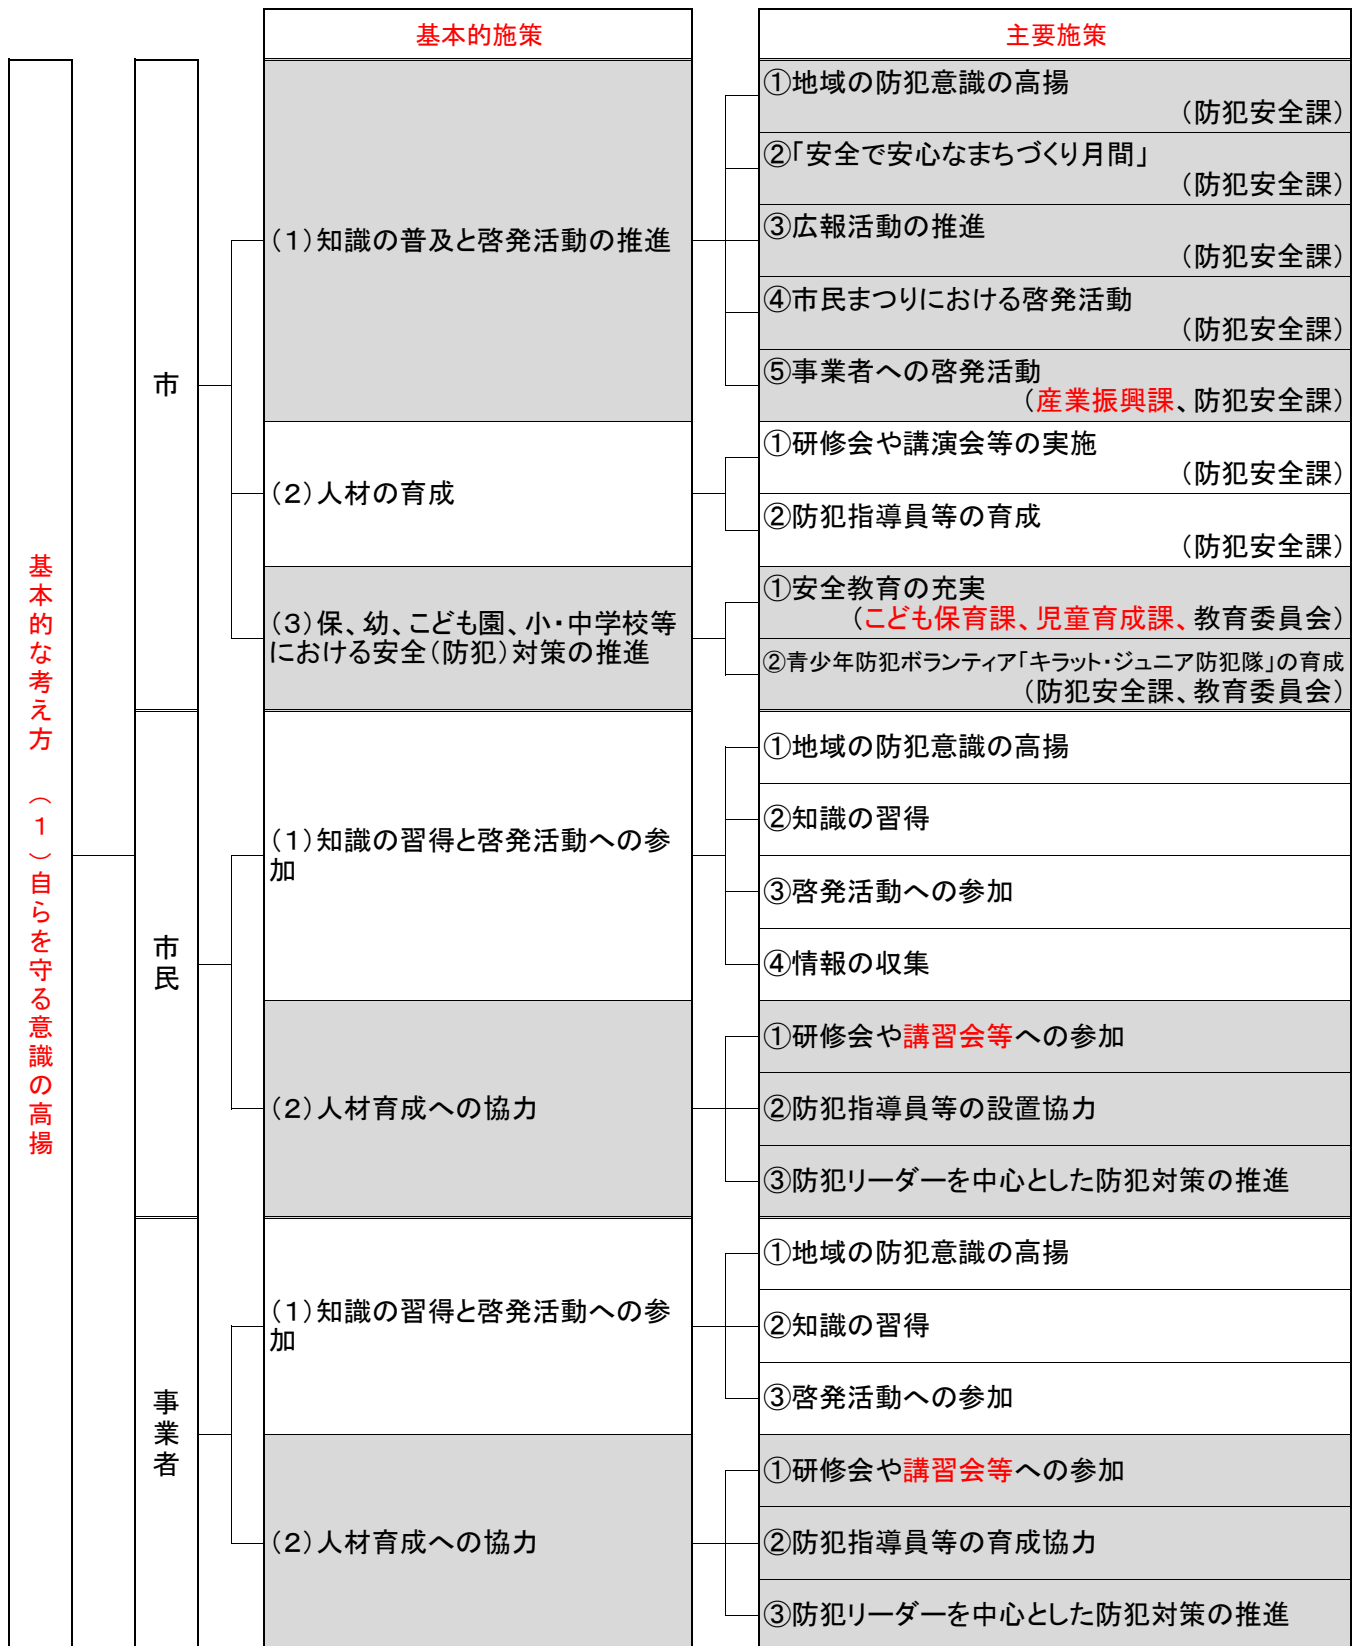 基本的施策
主要施策
基本的な考え方　（１）自らを守る意識の高揚
市
（１）知識の普及と啓発活動の推進
①地域の防犯意識の高揚
（防犯安全課）
②「安全で安心なまちづくり月間」
（防犯安全課）
③広報活動の推進
（防犯安全課）
④市民まつりにおける啓発活動
（防犯安全課）
⑤事業者への啓発活動
（産業振興課、防犯安全課）
（２）人材の育成
①研修会や講演会等の実施
（防犯安全課）
②防犯指導員等の育成
（防犯安全課）
（３）保、幼、こども園、小・中学校等
における安全（防犯）対策の推進
①安全教育の充実
（こども保育課、児童育成課、教育委員会）
②青少年防犯ボランティア「キラット・ジュニア防犯隊」の育成
（防犯安全課、教育委員会）
市民
（１）知識の習得と啓発活動への参
加
①地域の防犯意識の高揚
②知識の習得
③啓発活動への参加
④情報の収集
（２）人材育成への協力
①研修会や講習会等への参加
②防犯指導員等の設置協力
③防犯リーダーを中心とした防犯対策の推進
事業者
（１）知識の習得と啓発活動への参
加
①地域の防犯意識の高揚
②知識の習得
③啓発活動への参加
（２）人材育成への協力
①研修会や講習会等への参加
②防犯指導員等の育成協力
③防犯リーダーを中心とした防犯対策の推進